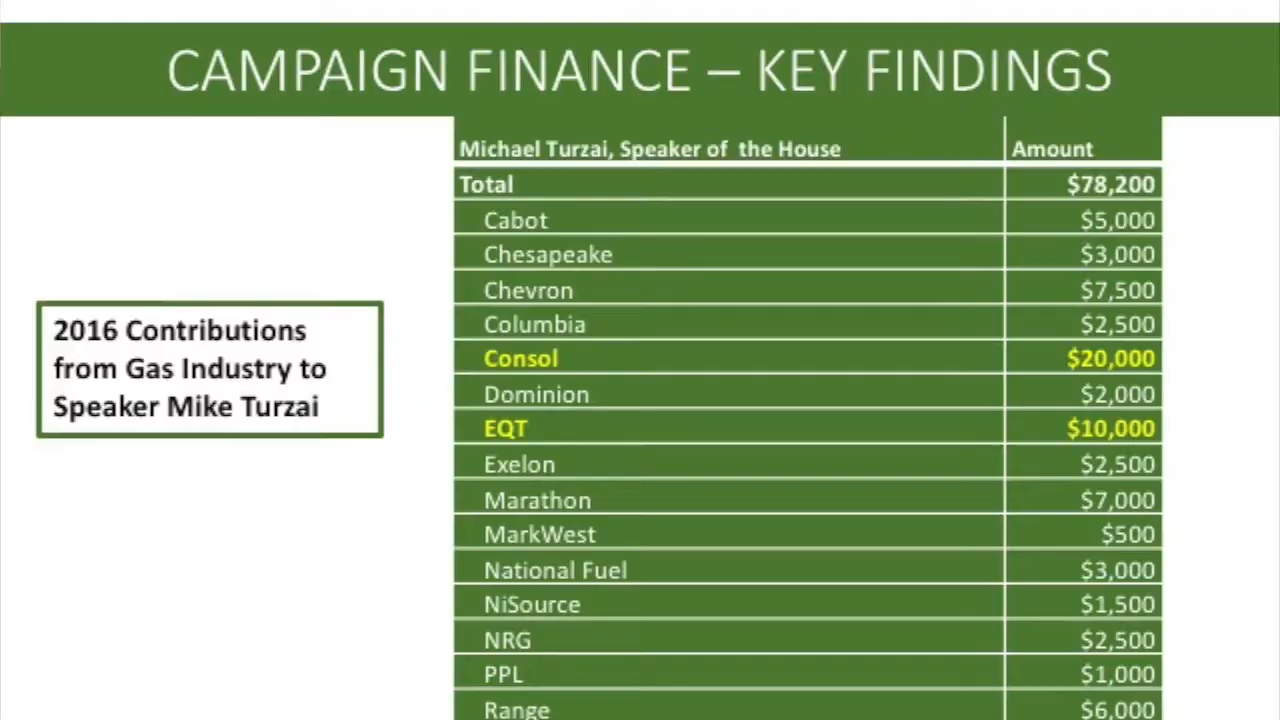 CAMPAIGN FINANCE – KEY FINDINGS
2016 Contributions
from Gas Industry to
Speaker Mike Turzai
Michael Turzai, Speaker of the House Amount
Total $78,200
Cabot $5,000
Chesapeake $3,000
Chevron $7,500
Columbia $2,500
Consol $20,000
Dominion $2,000
EQT $10,000
Exelon $2,500
Marathon $7,000
MarkWest $500
National Fuel $3,000
NiSource $1,500
NRG $2,500
PPL $1,000
Range $6,000